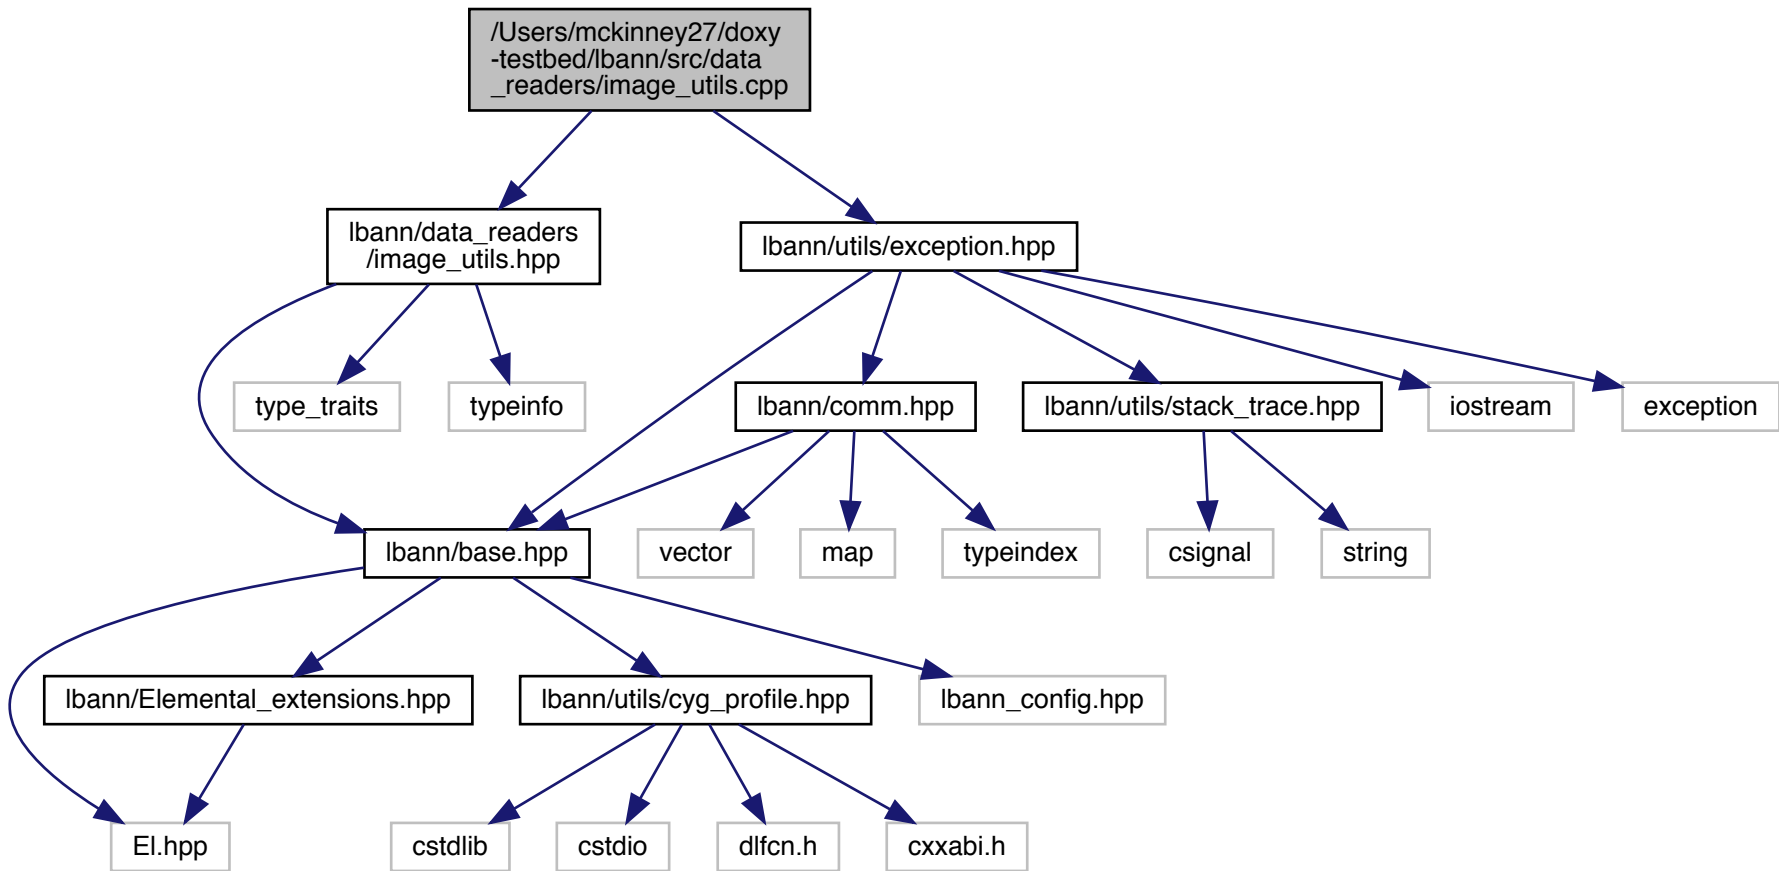 /Users/mckinney27/doxy
-testbed/lbann/src/data
_readers/image_utils.cpp
lbann/data_readers
/image_utils.hpp
lbann/utils/exception.hpp
type_traits
typeinfo
lbann/comm.hpp
lbann/utils/stack_trace.hpp
iostream
exception
lbann/base.hpp
vector
map
typeindex
csignal
string
lbann/Elemental_extensions.hpp
lbann/utils/cyg_profile.hpp
lbann_config.hpp
El.hpp
cstdlib
cstdio
dlfcn.h
cxxabi.h